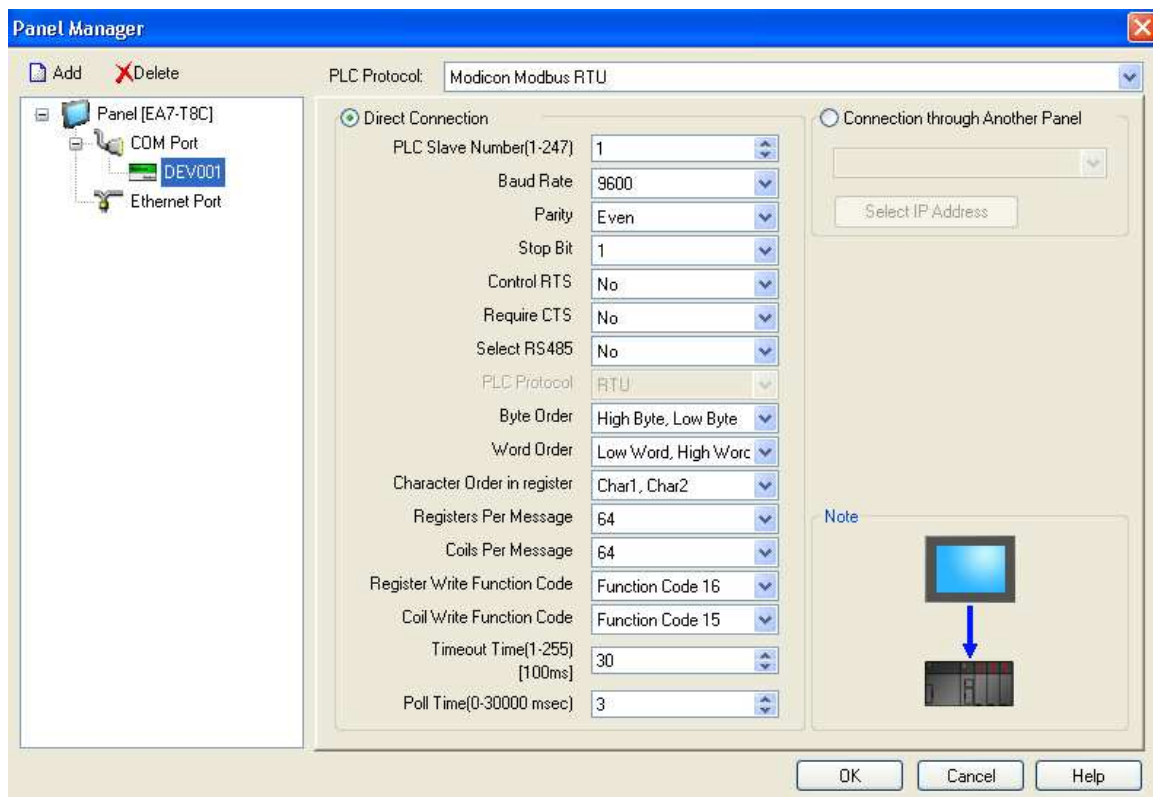 Panel Manager
Add Delete
PLC Protocol: Modicon Modbus RTU
Panel [EA7-T8C]
COM Port
DEV001
Ethernet Port
Direct Connection
PLC Slave Number(1-247) 1
Baud Rate 9600
Parity Even
Stop Bit 1
Control RTS No
Require CTS No
Select RS485 No
PLC Protocol RTU
Byte Order High Byte, Low Byte
Word Order Low Word, High Word
Character Order in register Char1, Char2
Registers Per Message 64
Coils Per Message 64
Register Write Function Code Function Code 16
Coil Write Function Code Function Code 15
Timeout Time(1-255)
[100ms] 30
Poll Time(0-30000 msec) 3
Connection through Another Panel
Select IP Address
Note
OK Cancel Help